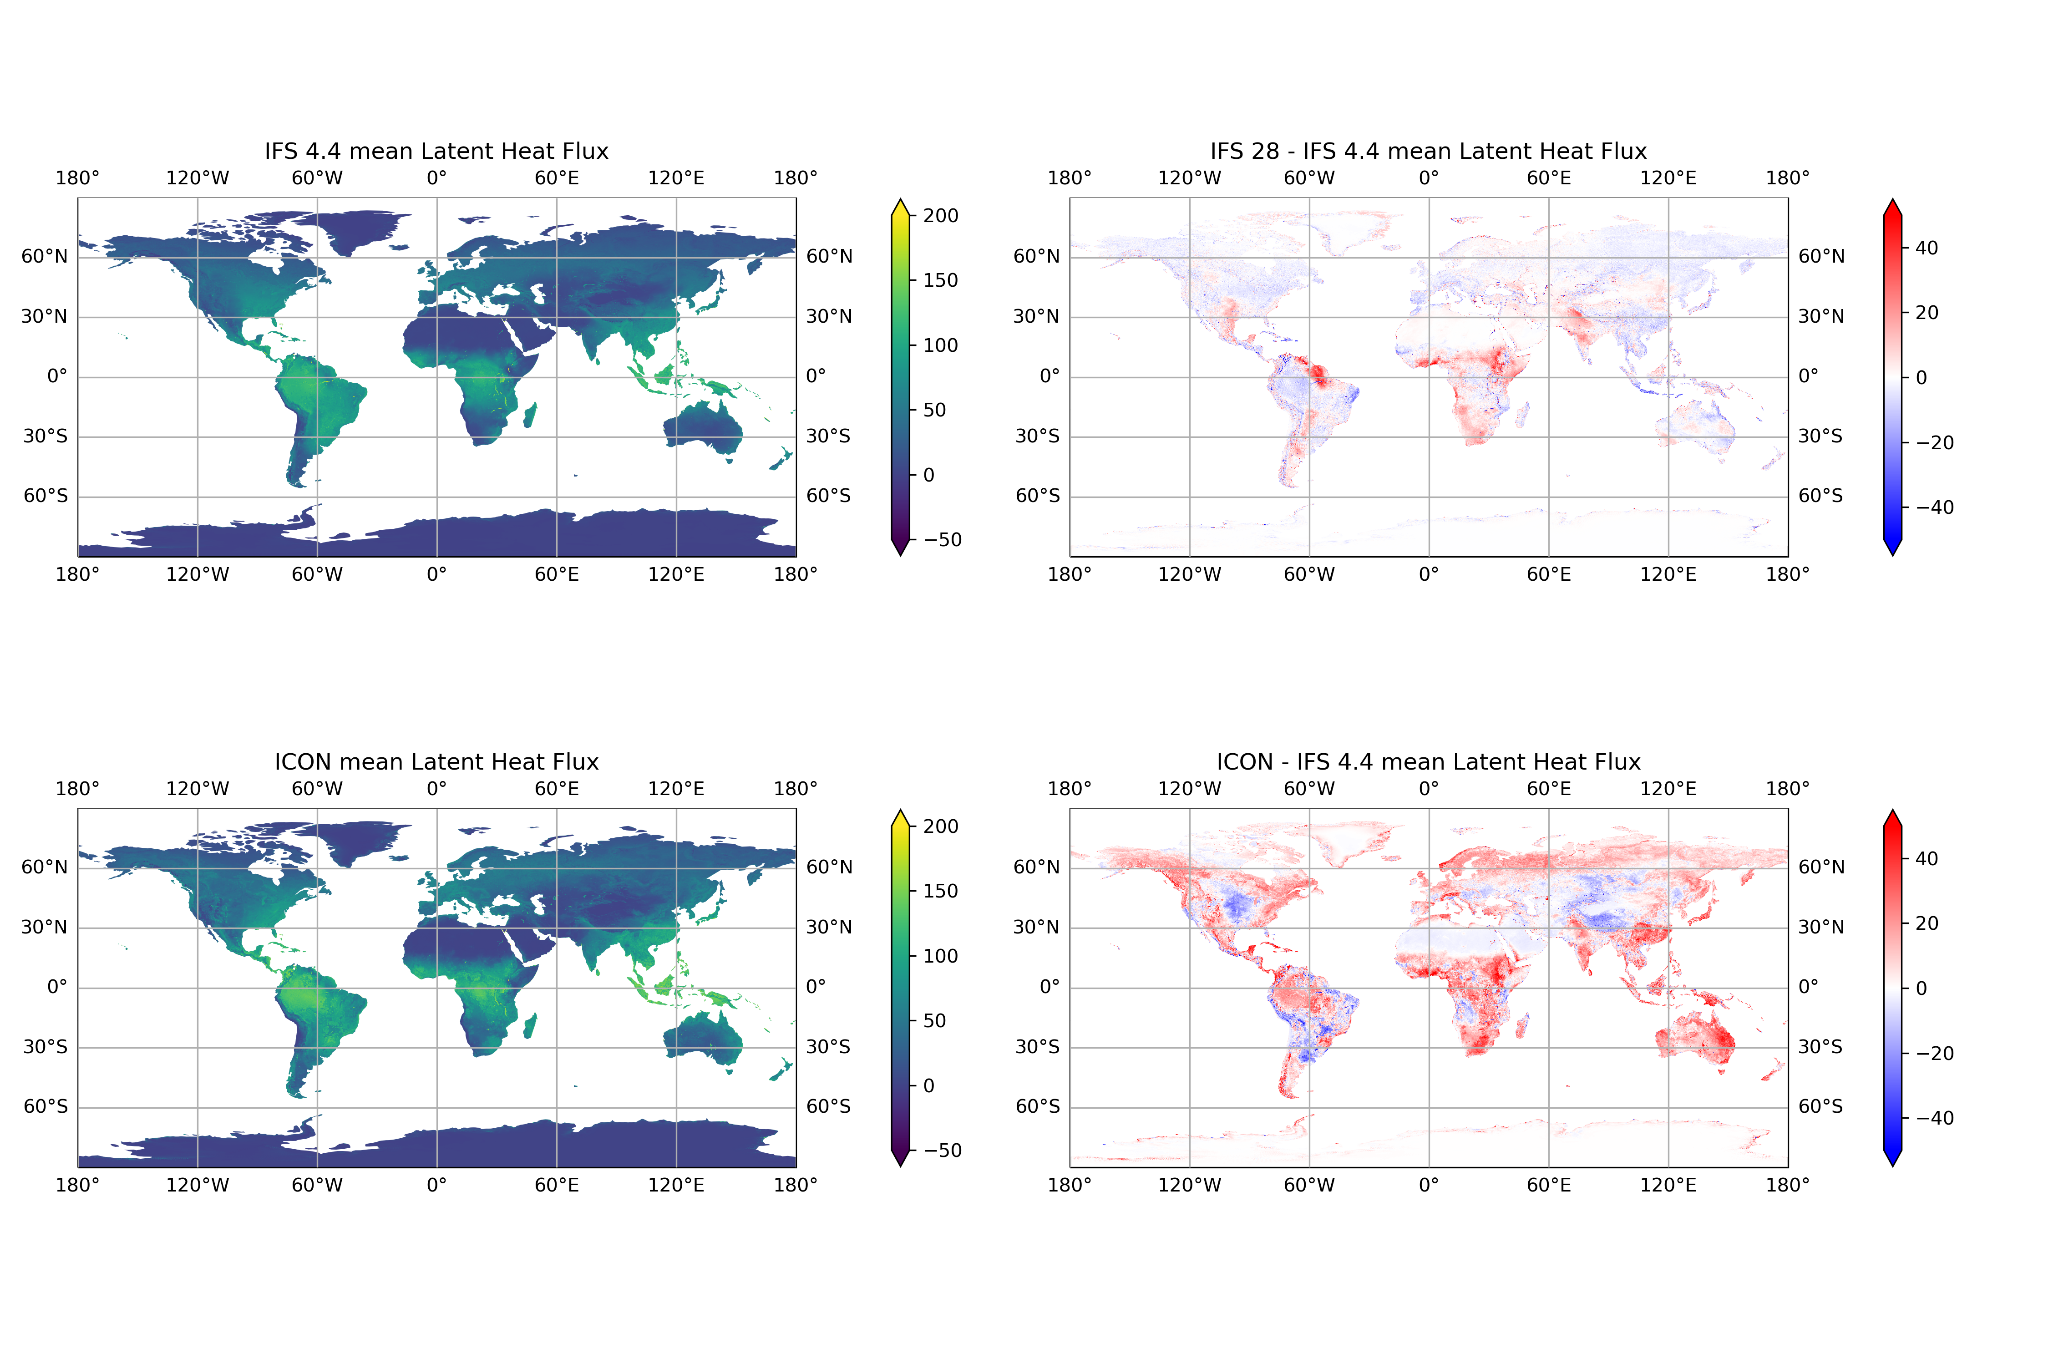 IFS 4.4 mean Latent Heat Flux
180° 120°W 60°W 0° 60°E 120°E 180°
60°N 60°N
30°N 30°N
0° 0°
30°S 30°S
60°S 60°S
180° 120°W 60°W 0° 60°E 120°E 180°
200
150
100
50
0
−50
IFS 28 - IFS 4.4 mean Latent Heat Flux
180° 120°W 60°W 0° 60°E 120°E 180°
60°N 60°N
30°N 30°N
0° 0°
30°S 30°S
60°S 60°S
180° 120°W 60°W 0° 60°E 120°E 180°
40
20
0
−20
−40
ICON mean Latent Heat Flux
180° 120°W 60°W 0° 60°E 120°E 180°
60°N 60°N
30°N 30°N
0° 0°
30°S 30°S
60°S 60°S
180° 120°W 60°W 0° 60°E 120°E 180°
200
150
100
50
0
−50
ICON - IFS 4.4 mean Latent Heat Flux
180° 120°W 60°W 0° 60°E 120°E 180°
60°N 60°N
30°N 30°N
0° 0°
30°S 30°S
60°S 60°S
180° 120°W 60°W 0° 60°E 120°E 180°
40
20
0
−20
−40